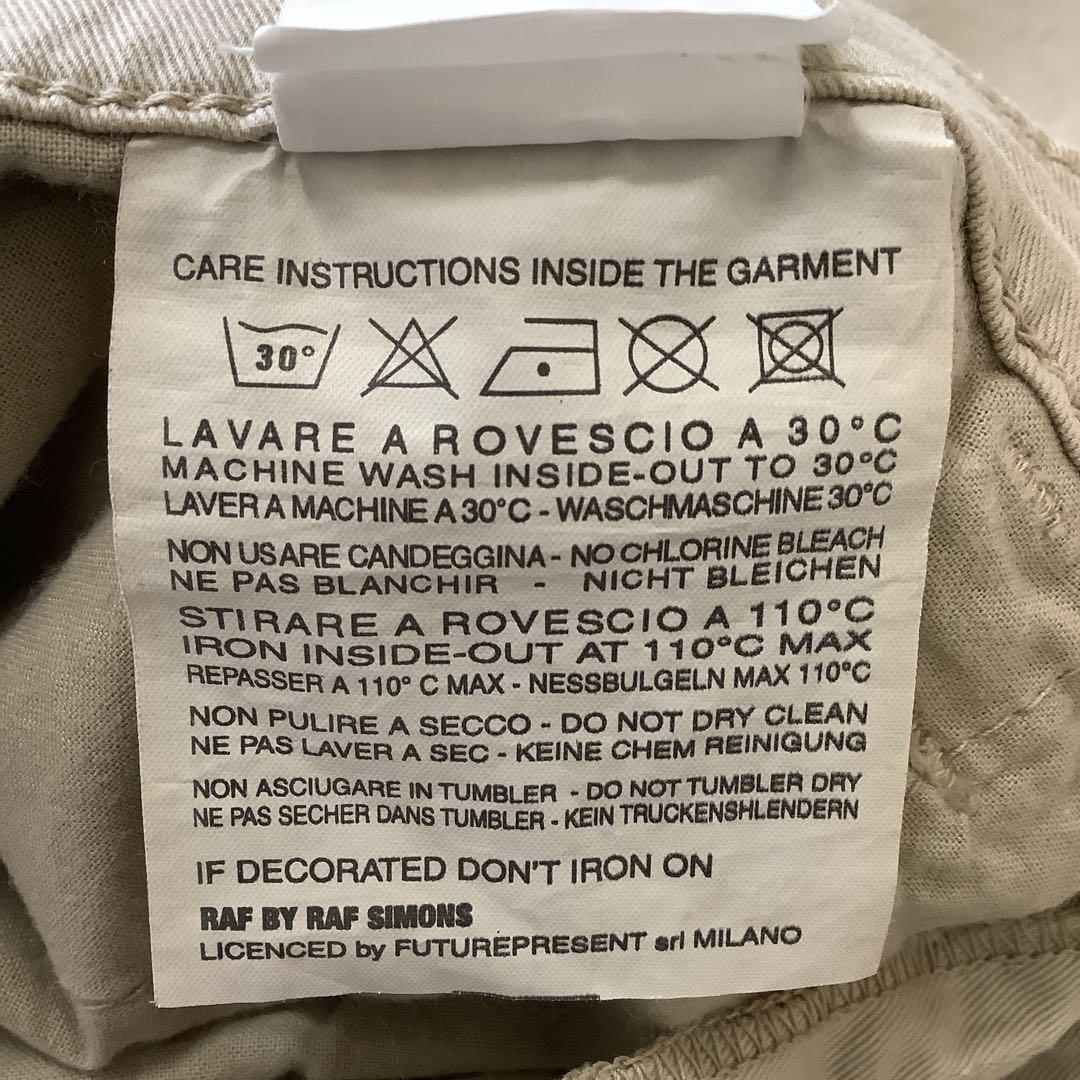 CARE INSTRUCTIONS INSIDE THE GARMENT
30°
LAVARE A ROVESCIO A 30°C
MACHINE WASH INSIDE-OUT TO 30°C
LAVER A MACHINE A 30°C - WASCHMASCHINE 30°C
NON USARE CANDEGGINA - NO CHLORINE BLEACH
NE PAS BLANCHIR - NICHT BLEICHEN
STIRARE A ROVESCIO A 110°C
IRON INSIDE-OUT AT 110°C MAX
REPASSER A 110° C MAX - NESSBULGELN MAX 110°C
NON PULIRE A SECCO - DO NOT DRY CLEAN
NE PAS LAVER A SEC - KEINE CHEM REINIGUNG
NON ASCIUGARE IN TUMBLER - DO NOT TUMBLER DRY
NE PAS SECHER DANS TUMBLER - KEIN TRUCKENSHLENDERN
IF DECORATED DON'T IRON ON
RAF BY RAF SIMONS
LICENCED by FUTUREPRESENT srl MILANO